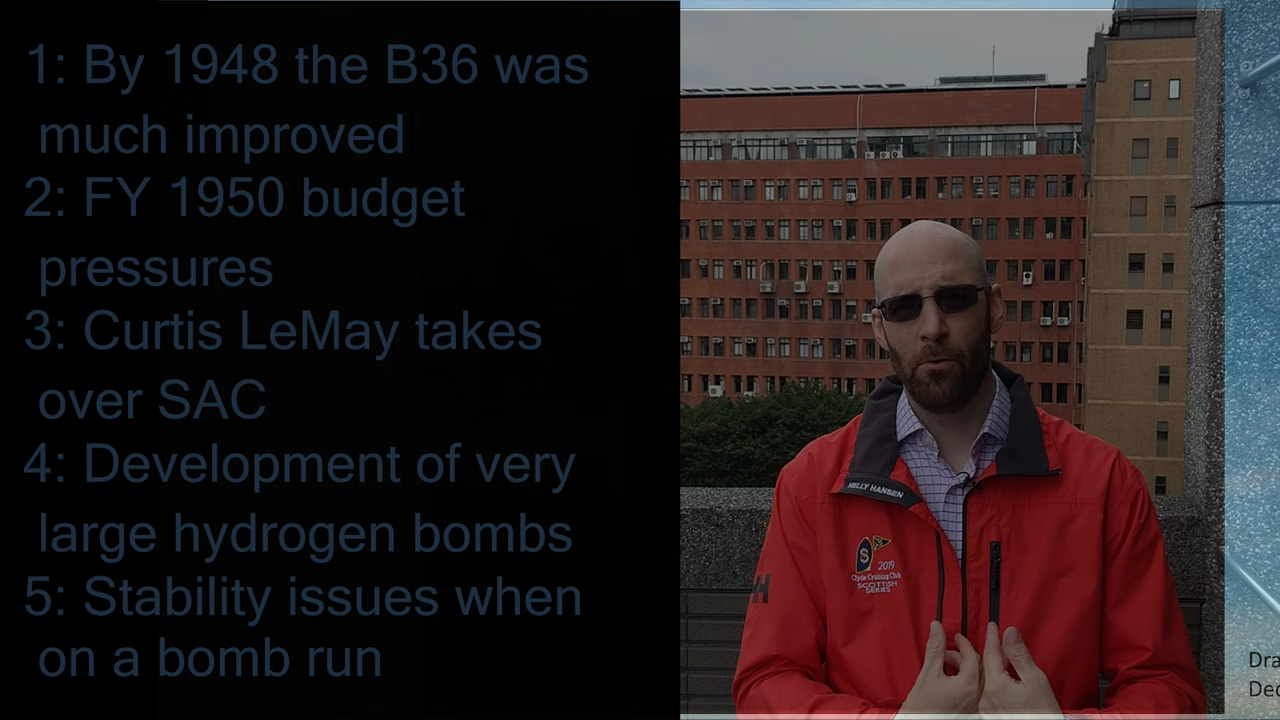 1: By 1948 the B36 was
much improved
2: FY 1950 budget
pressures
3: Curtis LeMay takes
over SAC
4: Development of very
large hydrogen bombs
5: Stability issues when
on a bomb run
HELLY HANSEN
S
2019
Clyde Cruising Club
SCOTTISH
SERIES
HH
Dra
Dec